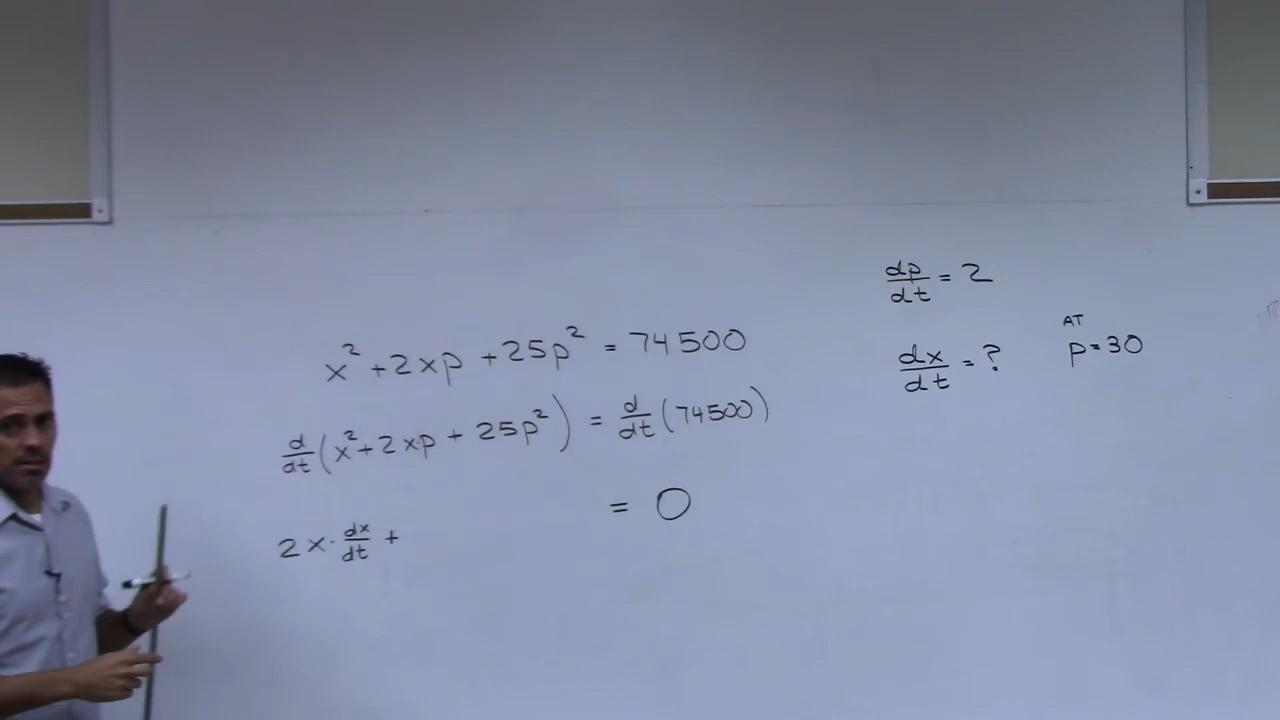 x² + 2xp + 25p² = 74500
d/dt (x² + 2x·p + 25p²) = d/dt (74500)
= 0
2x · dx/dt +
dp/dt = 2
dx/dt = ?
AT
p = 30